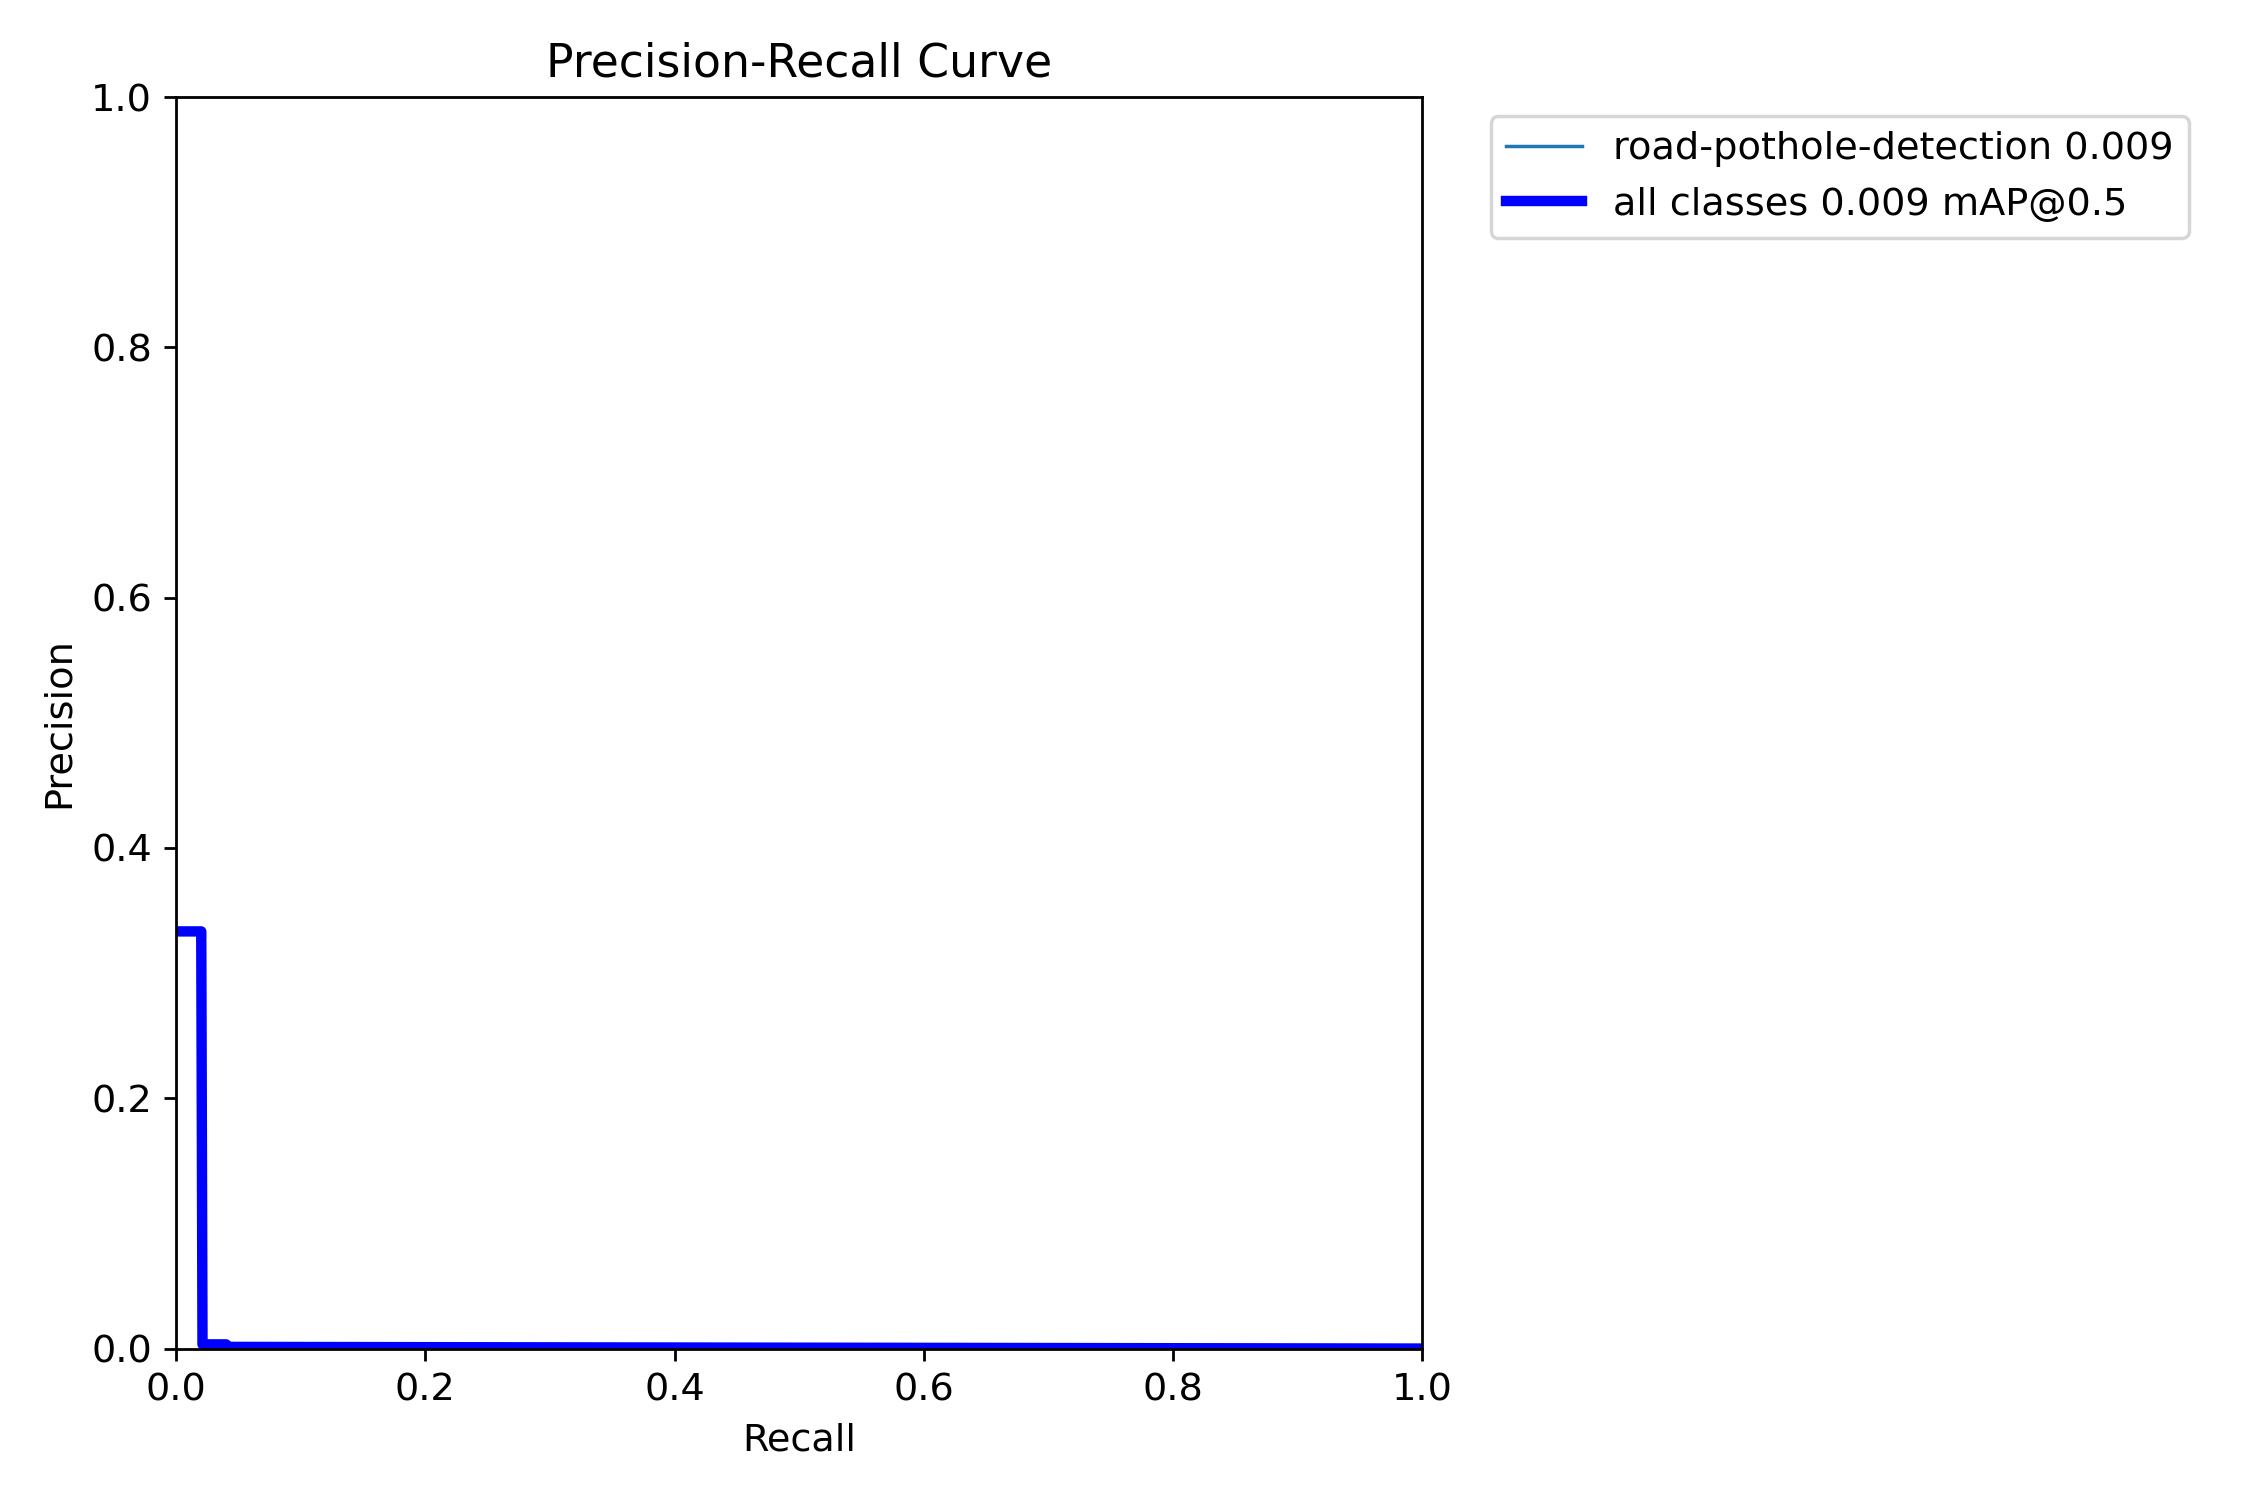 Precision-Recall Curve
1.0
0.8
0.6
0.4
0.2
0.0
Precision
0.0 0.2 0.4 0.6 0.8 1.0
Recall
road-pothole-detection 0.009
all classes 0.009 mAP@0.5